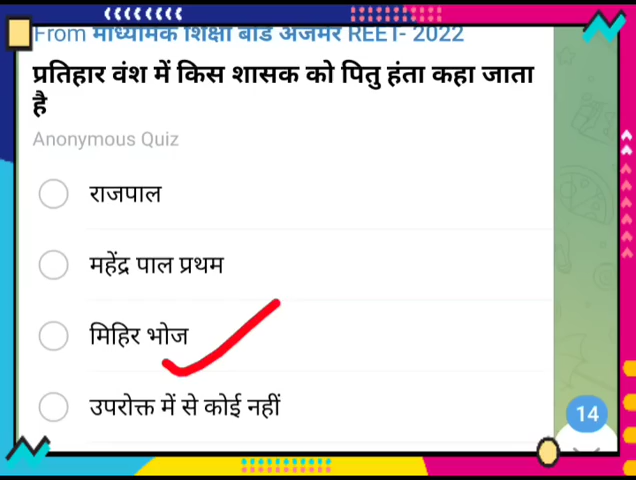 From माध्यमिक शिक्षा बोर्ड अजमेर REET- 2022
प्रतिहार वंश में किस शासक को पितृ हंता कहा जाता
है
Anonymous Quiz
राजपाल
महेंद्र पाल प्रथम
मिहिर भोज
उपरोक्त में से कोई नहीं
14